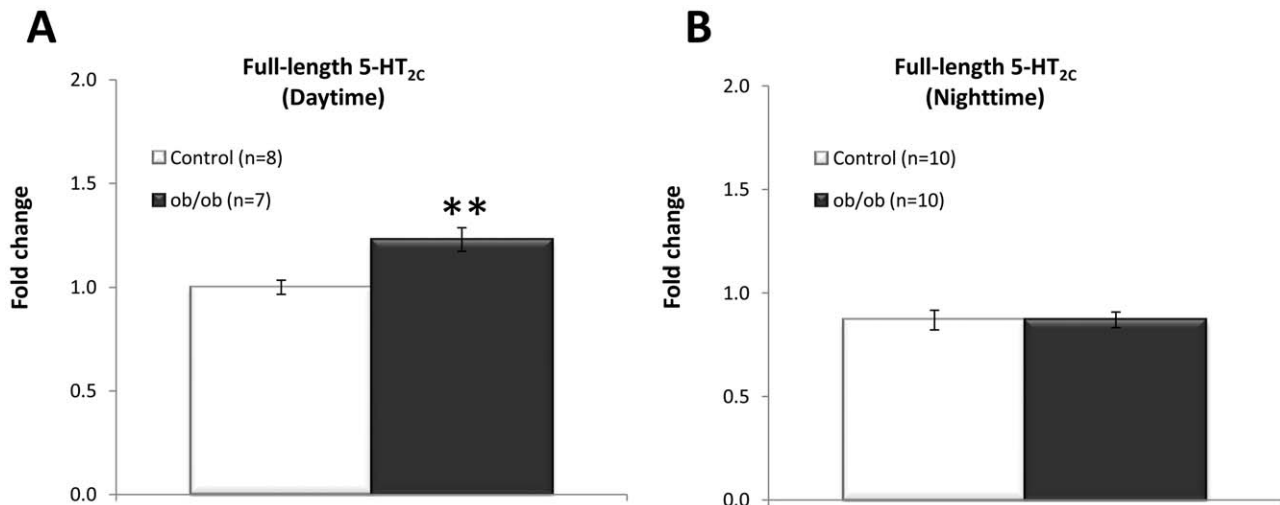 A
Full-length 5-HT2C
(Daytime)
Fold change
2.0
1.5
1.0
0.5
0.0
Control (n=8)
ob/ob (n=7)
**
B
Full-length 5-HT2C
(Nighttime)
Fold change
2.0
1.5
1.0
0.5
0.0
Control (n=10)
ob/ob (n=10)